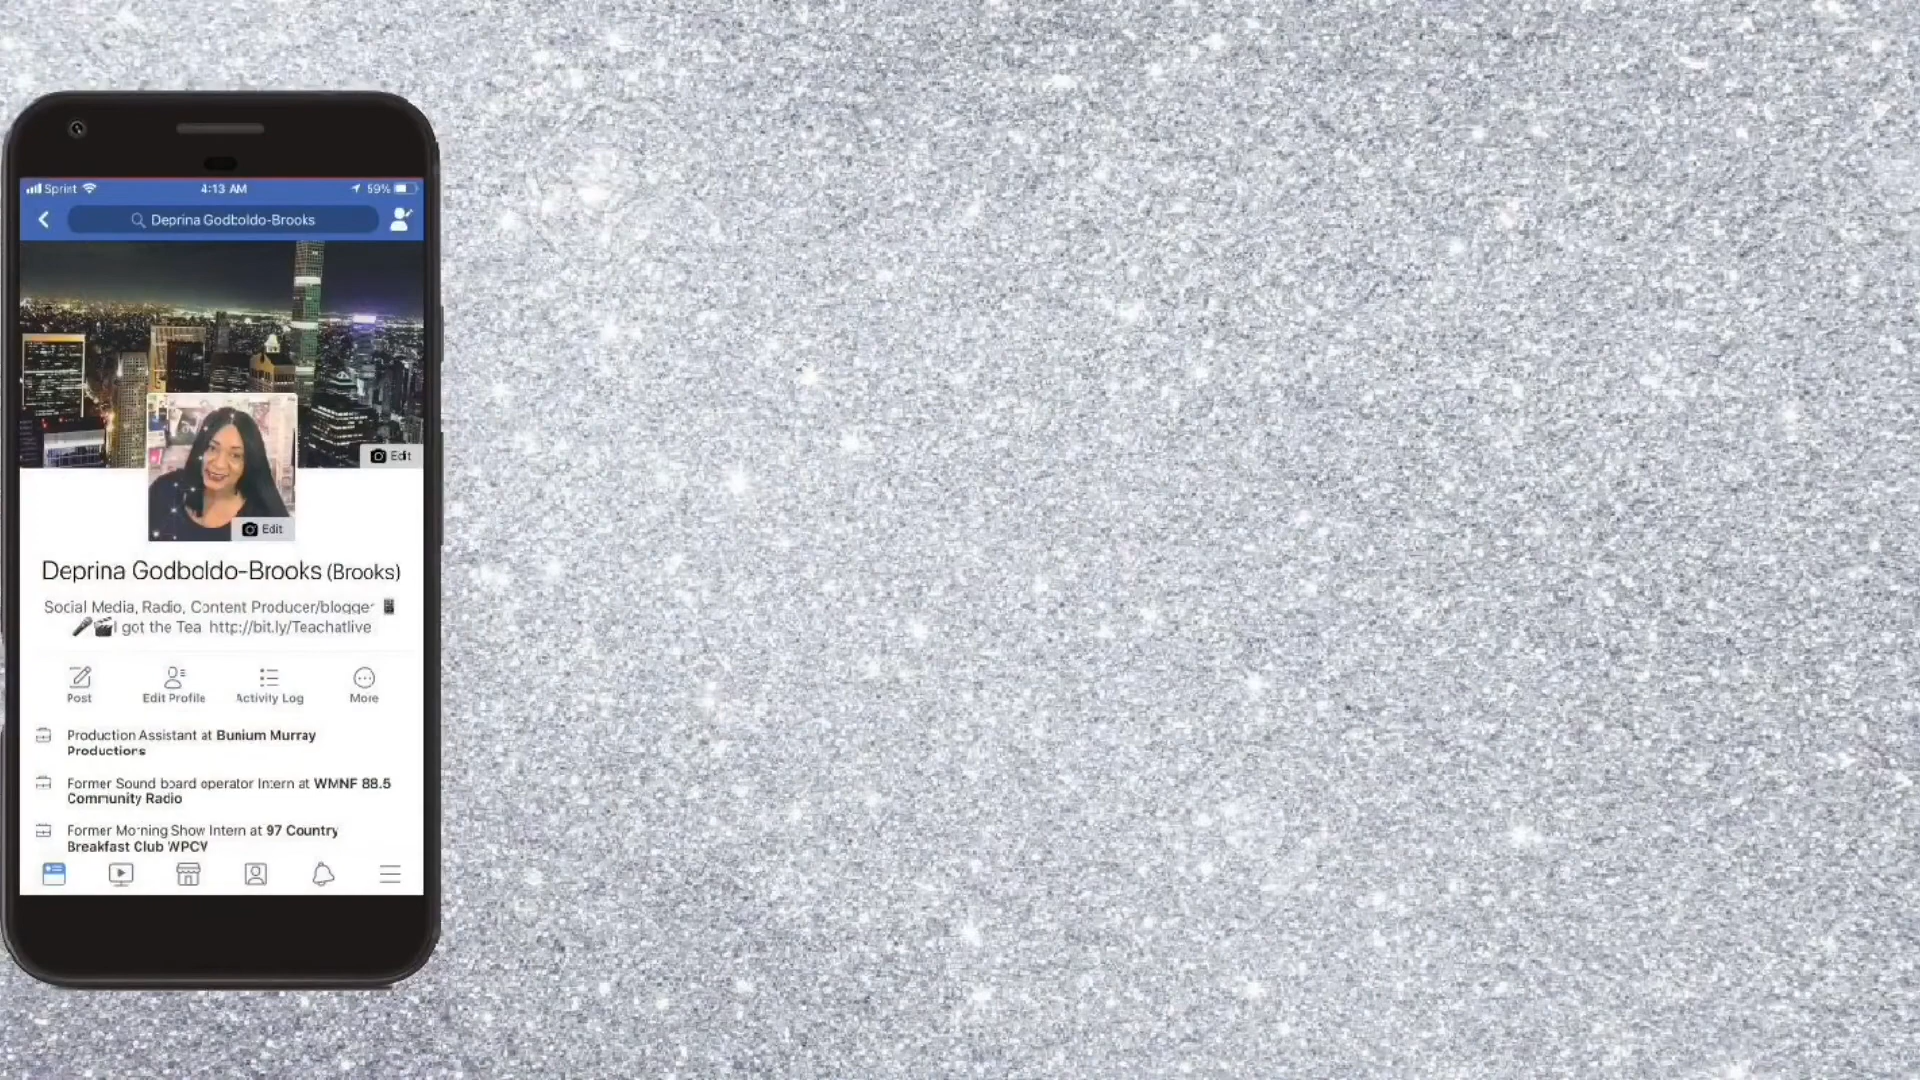 Sprint 4:13 AM 59%
Deprina Godboldo-Brooks
Edit
Edit
Deprina Godboldo-Brooks (Brooks)
Social Media, Radio, Content Producer/blogger
I got the Tea http://bit.ly/Teachatlive
Post Edit Profile Activity Log More
Production Assistant at Bunium Murray
Productions
Former Sound board operator Intern at WMNF 88.5
Community Radio
Former Morning Show Intern at 97 Country
Breakfast Club WPCV